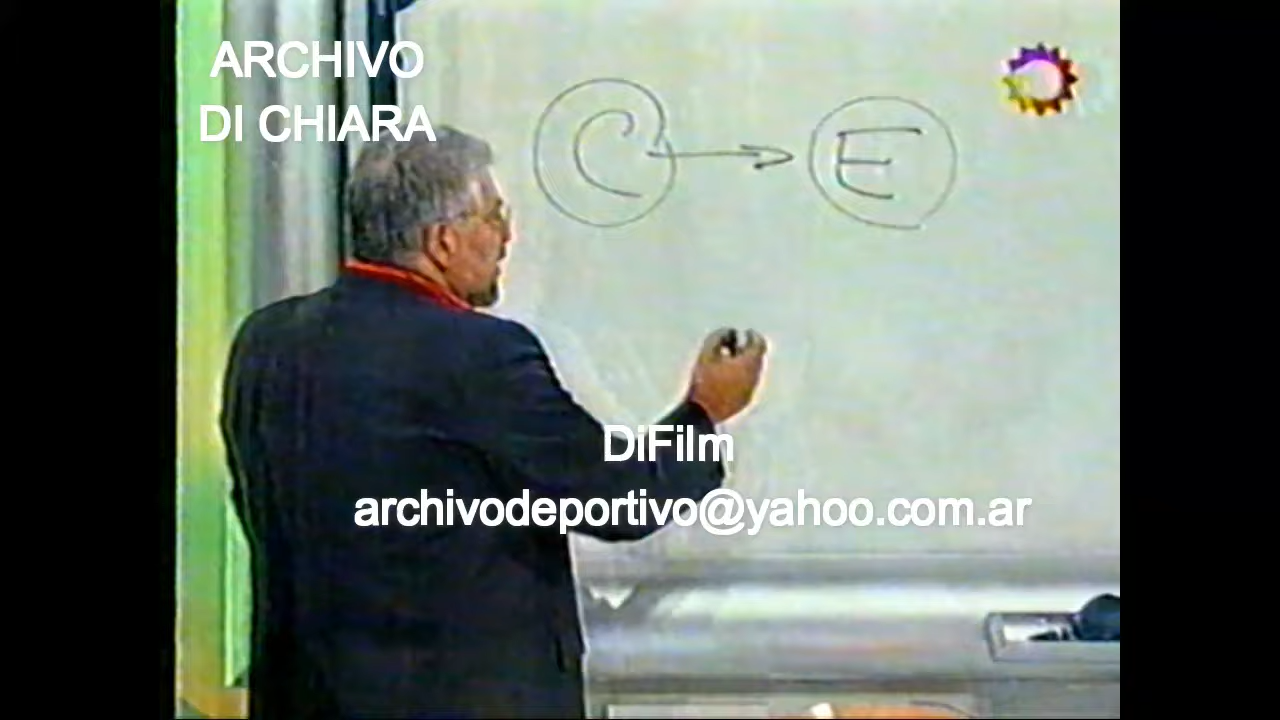 ARCHIVO
DI CHIARA
C → E
DiFilm
archivodeportivo@yahoo.com.ar